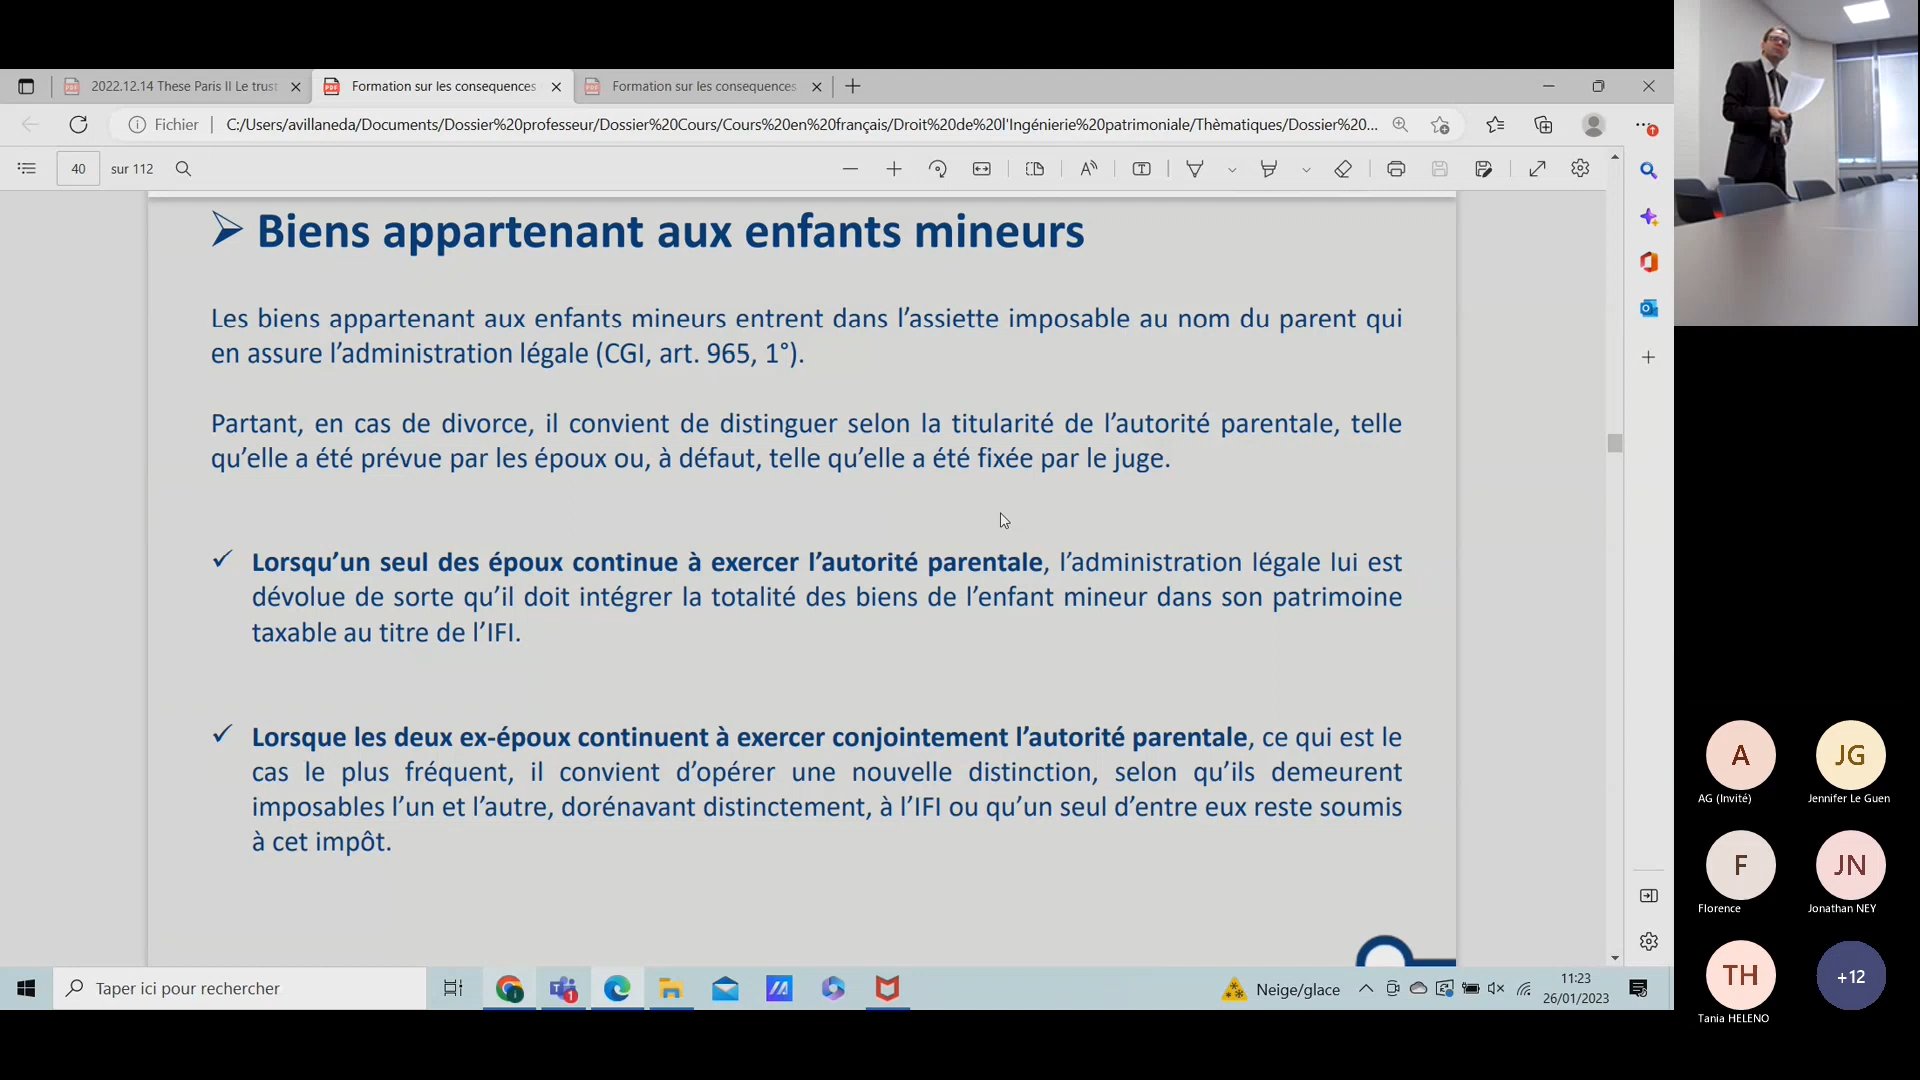 2022.12.14 These Paris II Le trust
Formation sur les consequences
Formation sur les consequences
Fichier
C:/Users/avillaneda/Documents/Dossier%20professeur/Dossier%20Cours/Cours%20en%20français/Droit%20de%20l'Ingénierie%20patrimoniale/Thèmatiques/Dossier%20...
40 sur 112
Biens appartenant aux enfants mineurs
Les biens appartenant aux enfants mineurs entrent dans l’assiette imposable au nom du parent qui
en assure l’administration légale (CGI, art. 965, 1°).
Partant, en cas de divorce, il convient de distinguer selon la titularité de l’autorité parentale, telle
qu’elle a été prévue par les époux ou, à défaut, telle qu’elle a été fixée par le juge.
Lorsqu’un seul des époux continue à exercer l’autorité parentale, l’administration légale lui est
dévolue de sorte qu’il doit intégrer la totalité des biens de l’enfant mineur dans son patrimoine
taxable au titre de l’IFI.
Lorsque les deux ex-époux continuent à exercer conjointement l’autorité parentale, ce qui est le
cas le plus fréquent, il convient d’opérer une nouvelle distinction, selon qu’ils demeurent
imposables l’un et l’autre, dorénavant distinctement, à l’IFI ou qu’un seul d’entre eux reste soumis
à cet impôt.
Taper ici pour rechercher
Neige/glace
11:23
26/01/2023
A
AG (Invité)
JG
Jennifer Le Guen
F
Florence
JN
Jonathan NEY
TH
Tania HELENO
+12